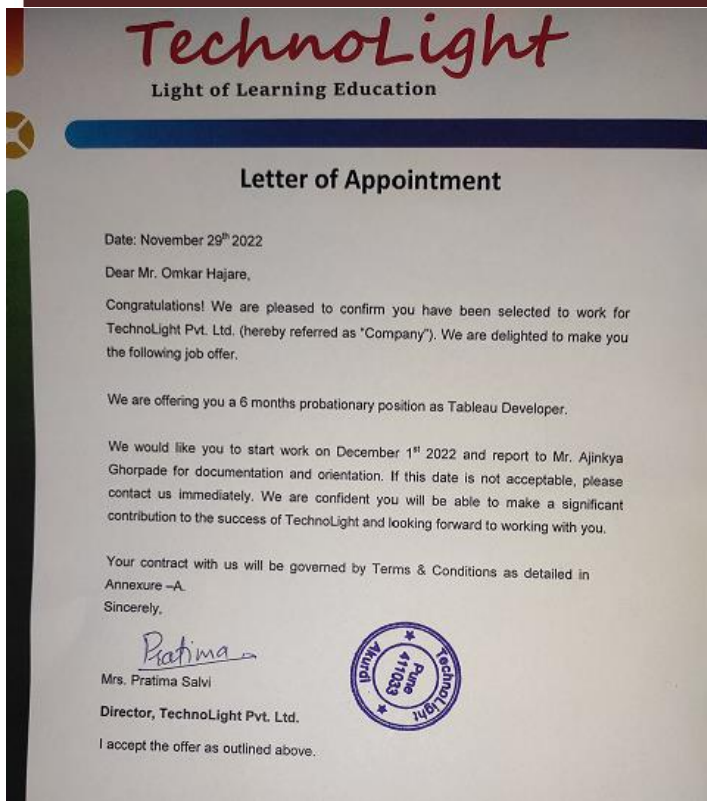 TechnoLight
Light of Learning Education
Letter of Appointment
Date: November 29th 2022
Dear Mr. Omkar Hajare,
Congratulations! We are pleased to confirm you have been selected to work for
TechnoLight Pvt. Ltd. (hereby referred as "Company"). We are delighted to make you
the following job offer.
We are offering you a 6 months probationary position as Tableau Developer.
We would like you to start work on December 1st 2022 and report to Mr. Ajinkya
Ghorpade for documentation and orientation. If this date is not acceptable, please
contact us immediately. We are confident you will be able to make a significant
contribution to the success of TechnoLight and looking forward to working with you.
Your contract with us will be governed by Terms & Conditions as detailed in
Annexure –A.
Sincerely,
Pratima
Mrs. Pratima Salvi
Director, TechnoLight Pvt. Ltd.
I accept the offer as outlined above.
TechnoLight
Akurdi
Pune
411033